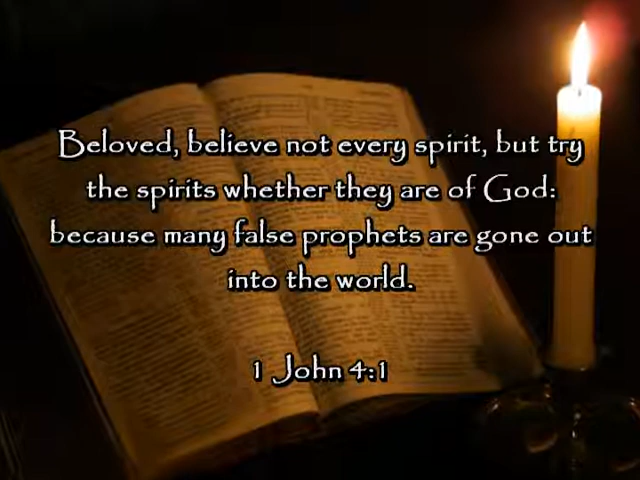 Beloved, believe not every spirit, but try
the spirits whether they are of God:
because many false prophets are gone out
into the world.
1 John 4:1